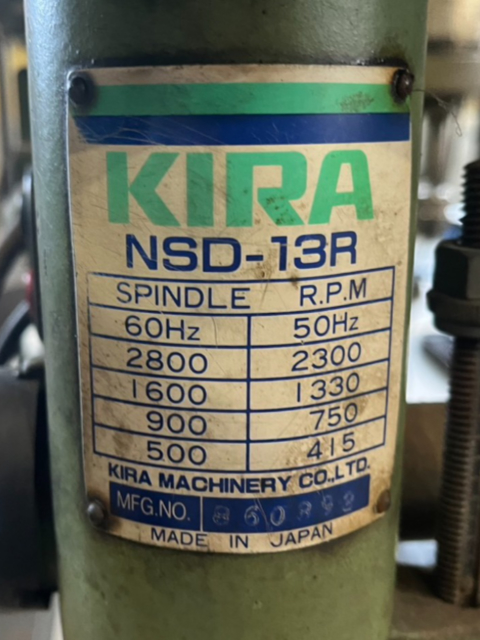 KIRA
NSD-13R
SPINDLE R.P.M
60Hz 50Hz
2800 2300
1600 1330
900 750
500 415
KIRA MACHINERY CO.,LTD.
MFG.NO.
MADE IN JAPAN